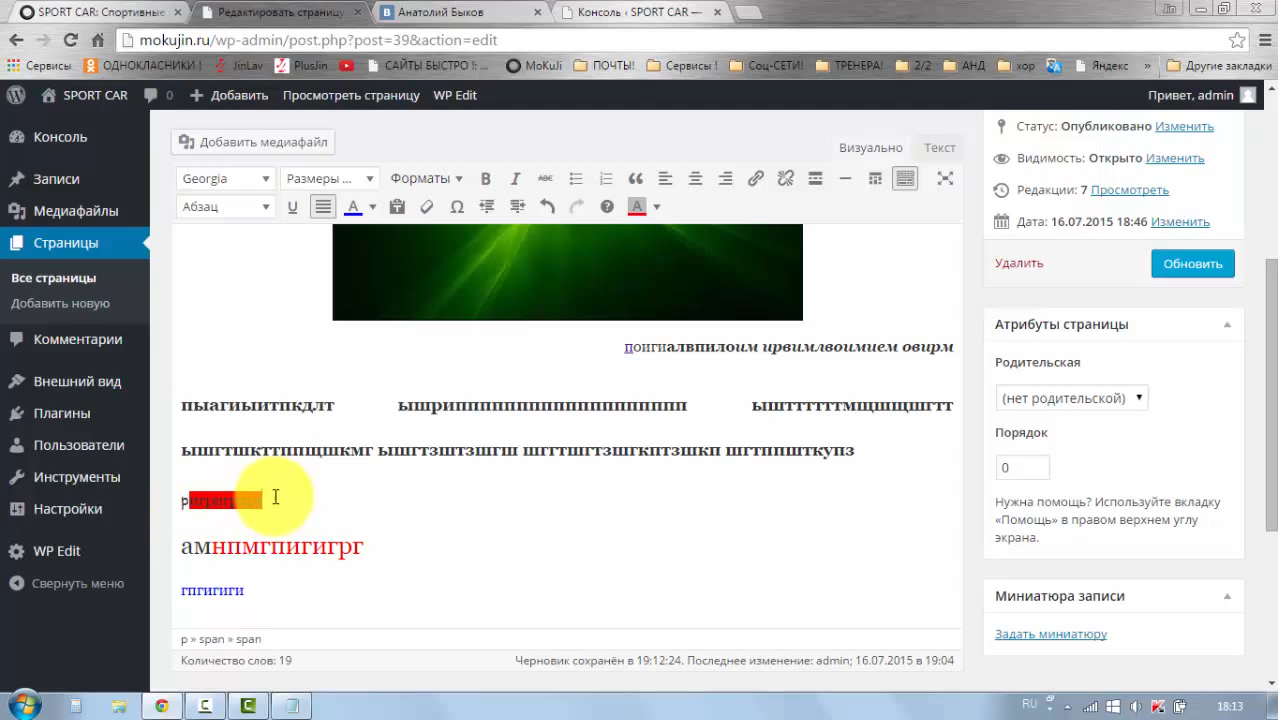 SPORT CAR: Спортивные
Редактировать страницу
Анатолий Быков
Консоль ‹ SPORT CAR —
mokujin.ru/wp-admin/post.php?post=39&action=edit
Сервисы ОДНОКЛАСНИКИ ! JinLav PlusJin САЙТЫ БЫСТРО !: ... MoKuJi ПОЧТЫ! Сервисы ! Соц-СЕТИ! ТРЕНЕРА! 2/2 АНД хор Яндекс » Другие закладки
SPORT CAR 0 Добавить Просмотреть страницу WP Edit Привет, admin
Консоль
Записи
Медиафайлы
Страницы
Все страницы
Добавить новую
Комментарии
Внешний вид
Плагины
Пользователи
Инструменты
Настройки
WP Edit
Свернуть меню
Добавить медиафайл
Визуально Текст
Georgia Размеры ... Форматы B I ABC
Абзац U A A
поигиалвпилоим ирвимлвоимием овирм
пыагиыитпкдлт ышриппппппппппппппппппп ышттттттмщшщшгтт
ышгтшкттппщшкмг ышгтзштзшгш шгттшгтзшгкптзшкп шгтппшткупз
амнпмгпигигрг
гпгигиги
p » span » span
Количество слов: 19 Черновик сохранён в 19:12:24. Последнее изменение: admin; 16.07.2015 в 19:04
Статус: Опубликовано Изменить
Видимость: Открыто Изменить
Редакции: 7 Просмотреть
Дата: 16.07.2015 18:46 Изменить
Удалить Обновить
Атрибуты страницы
Родительская
(нет родительской)
Порядок
0
Нужна помощь? Используйте вкладку
«Помощь» в правом верхнем углу
экрана.
Миниатюра записи
Задать миниатюру
RU 18:13